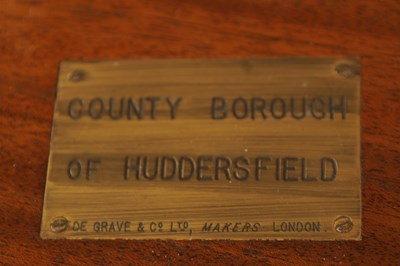 COUNTY BOROUGH
OF HUDDERSFIELD
DE GRAVE & Co LTD, MAKERS LONDON.